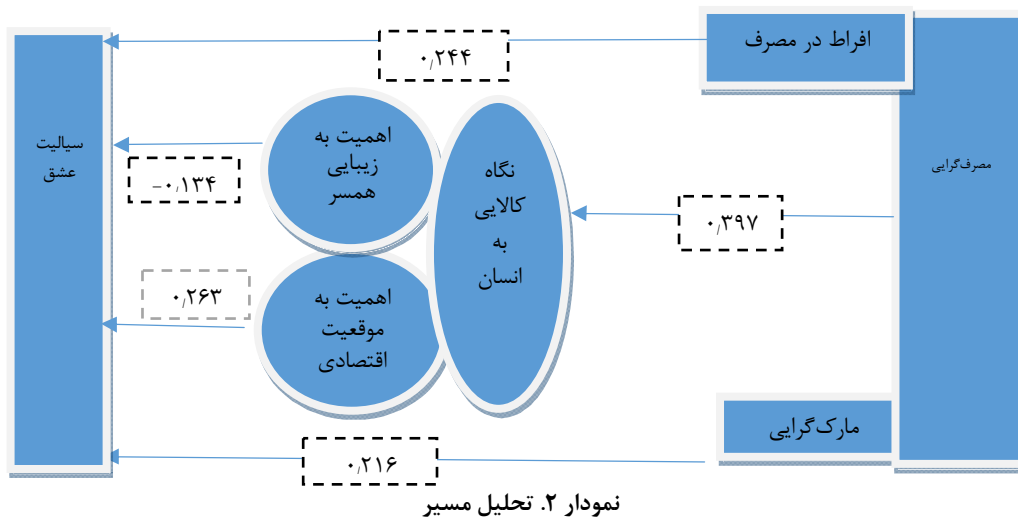 افراط در مصرف
۰٫۲۴۴
مصرف‌گرایی
سیالیت
عشق
اهمیت به
زیبایی
همسر
-۰٫۱۳۴
نگاه
کالایی
به
انسان
۰٫۳۹۷
اهمیت به
موقعیت
اقتصادی
۰٫۲۶۳
مارک‌گرایی
۰٫۲۱۶
نمودار ۲. تحلیل مسیر